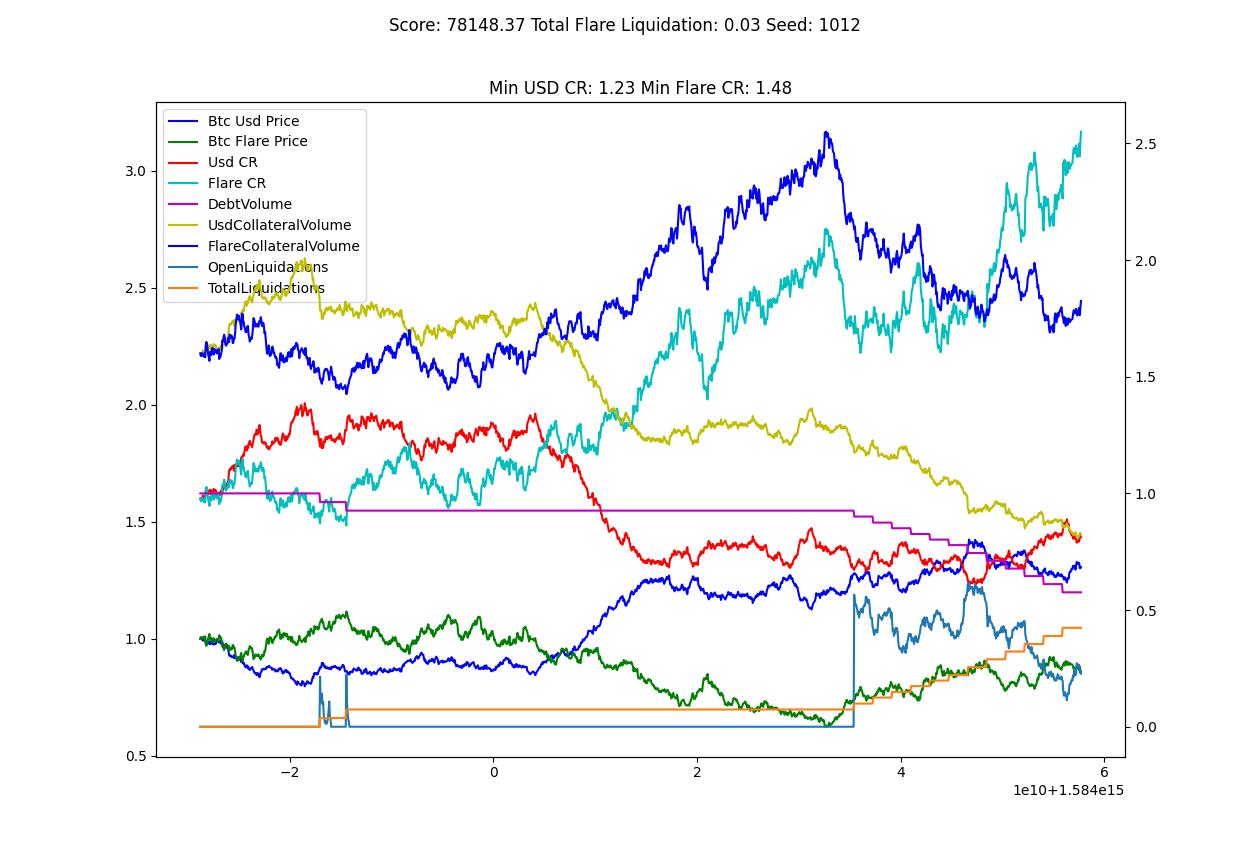 Score: 78148.37 Total Flare Liquidation: 0.03 Seed: 1012
Min USD CR: 1.23 Min Flare CR: 1.48
Btc Usd Price
Btc Flare Price
Usd CR
Flare CR
DebtVolume
UsdCollateralVolume
FlareCollateralVolume
OpenLiquidations
TotalLiquidations
3.0
2.5
2.0
1.5
1.0
0.5
2.5
2.0
1.5
1.0
0.5
0.0
−2
0
2
4
6
1e10+1.584e15